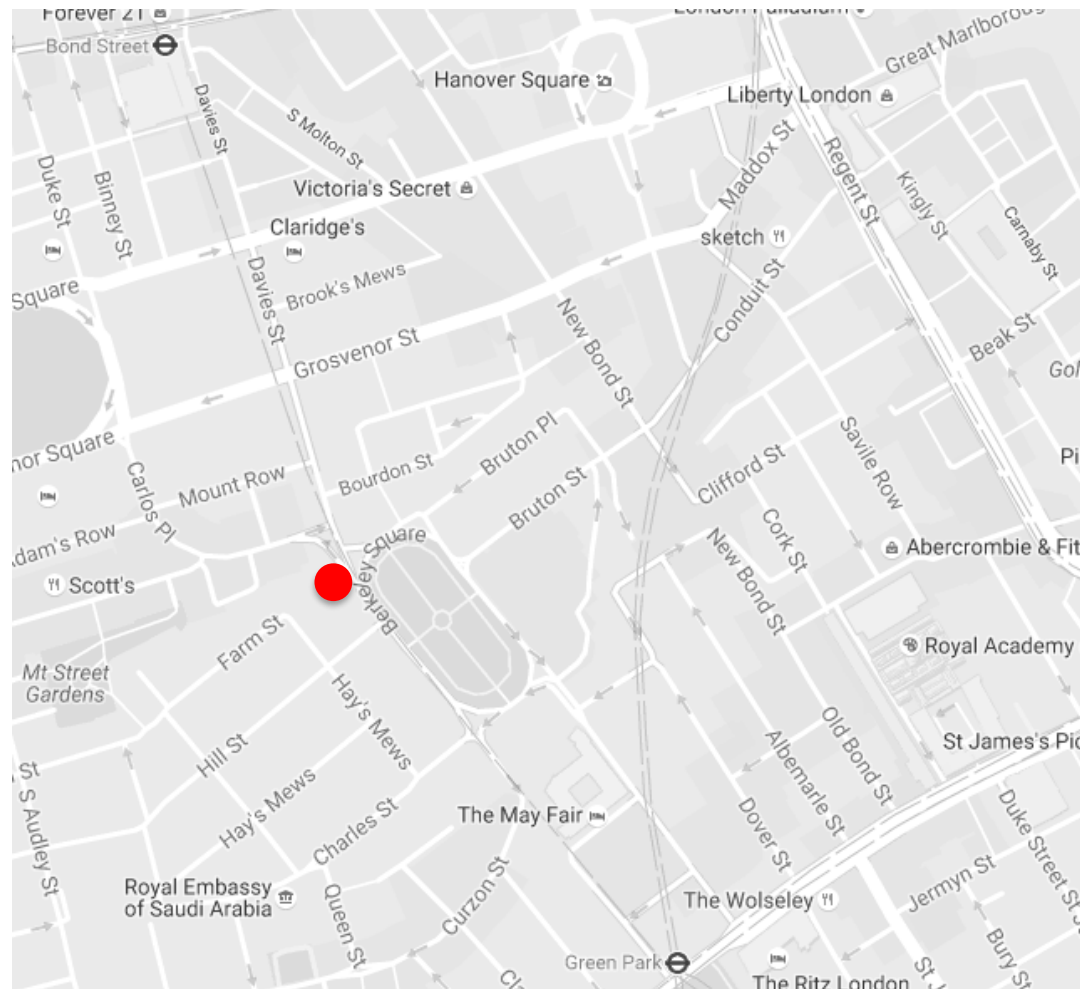 Forever 21
London Palladium
Bond Street
Great Marlboroug
Hanover Square
Liberty London
Davies St
S Molton St
Maddox St
Regent St
Duke St
Binney St
Victoria's Secret
Kingly St
Carnaby St
Claridge's
sketch
Square
Davies St
Brook's Mews
Conduit St
New Bond St
Beak St
Grosvenor St
Gol
nor Square
Savile Row
Pi
Carlos Pl
Mount Row
Bourdon St
Bruton Pl
Bruton St
Clifford St
Adam's Row
Berkeley Square
Cork St
New Bond St
Abercrombie & Fit
Scott's
Farm St
Royal Academy
Mt Street
Gardens
Hay's Mews
Hill St
Old Bond St
Albemarle St
St James's Pic
St
S Audley St
Hay's Mews
Charles St
The May Fair
Dover St
Duke Street St J
Royal Embassy
of Saudi Arabia
Queen St
Curzon St
The Wolseley
Jermyn St
Bury St
Green Park
The Ritz London
Cla
St J